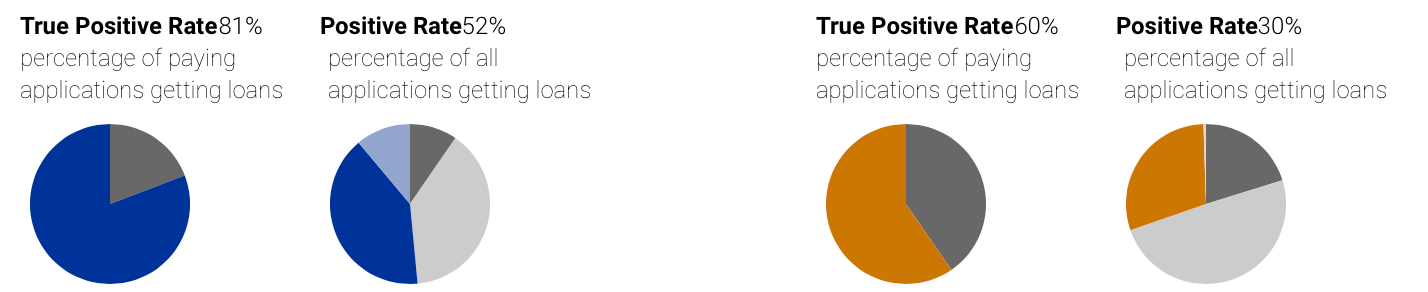 True Positive Rate81%
percentage of paying
applications getting loans
Positive Rate52%
percentage of all
applications getting loans
True Positive Rate60%
percentage of paying
applications getting loans
Positive Rate30%
percentage of all
applications getting loans